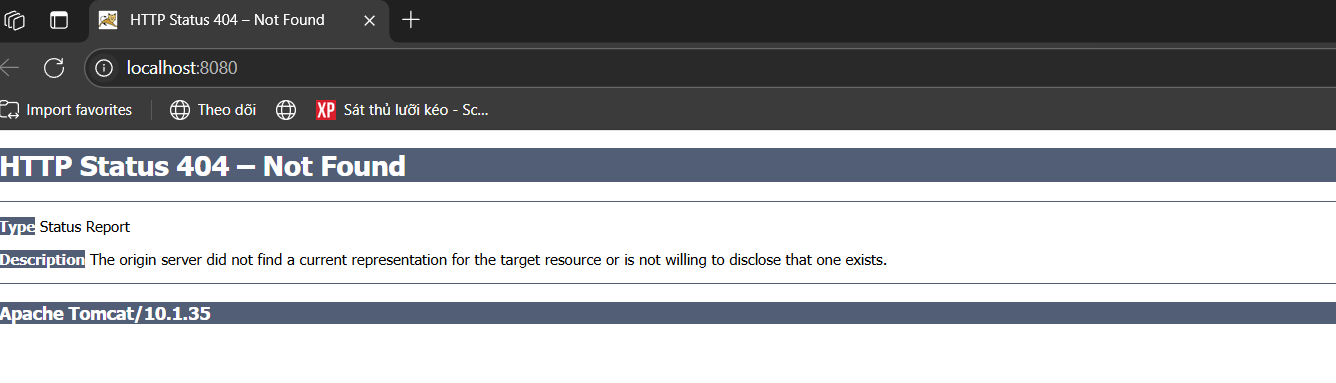 HTTP Status 404 – Not Found
localhost:8080
Import favorites
Theo dõi
XP
Sát thủ lưỡi kéo - Sc...
HTTP Status 404 – Not Found
Type Status Report
Description The origin server did not find a current representation for the target resource or is not willing to disclose that one exists.
Apache Tomcat/10.1.35